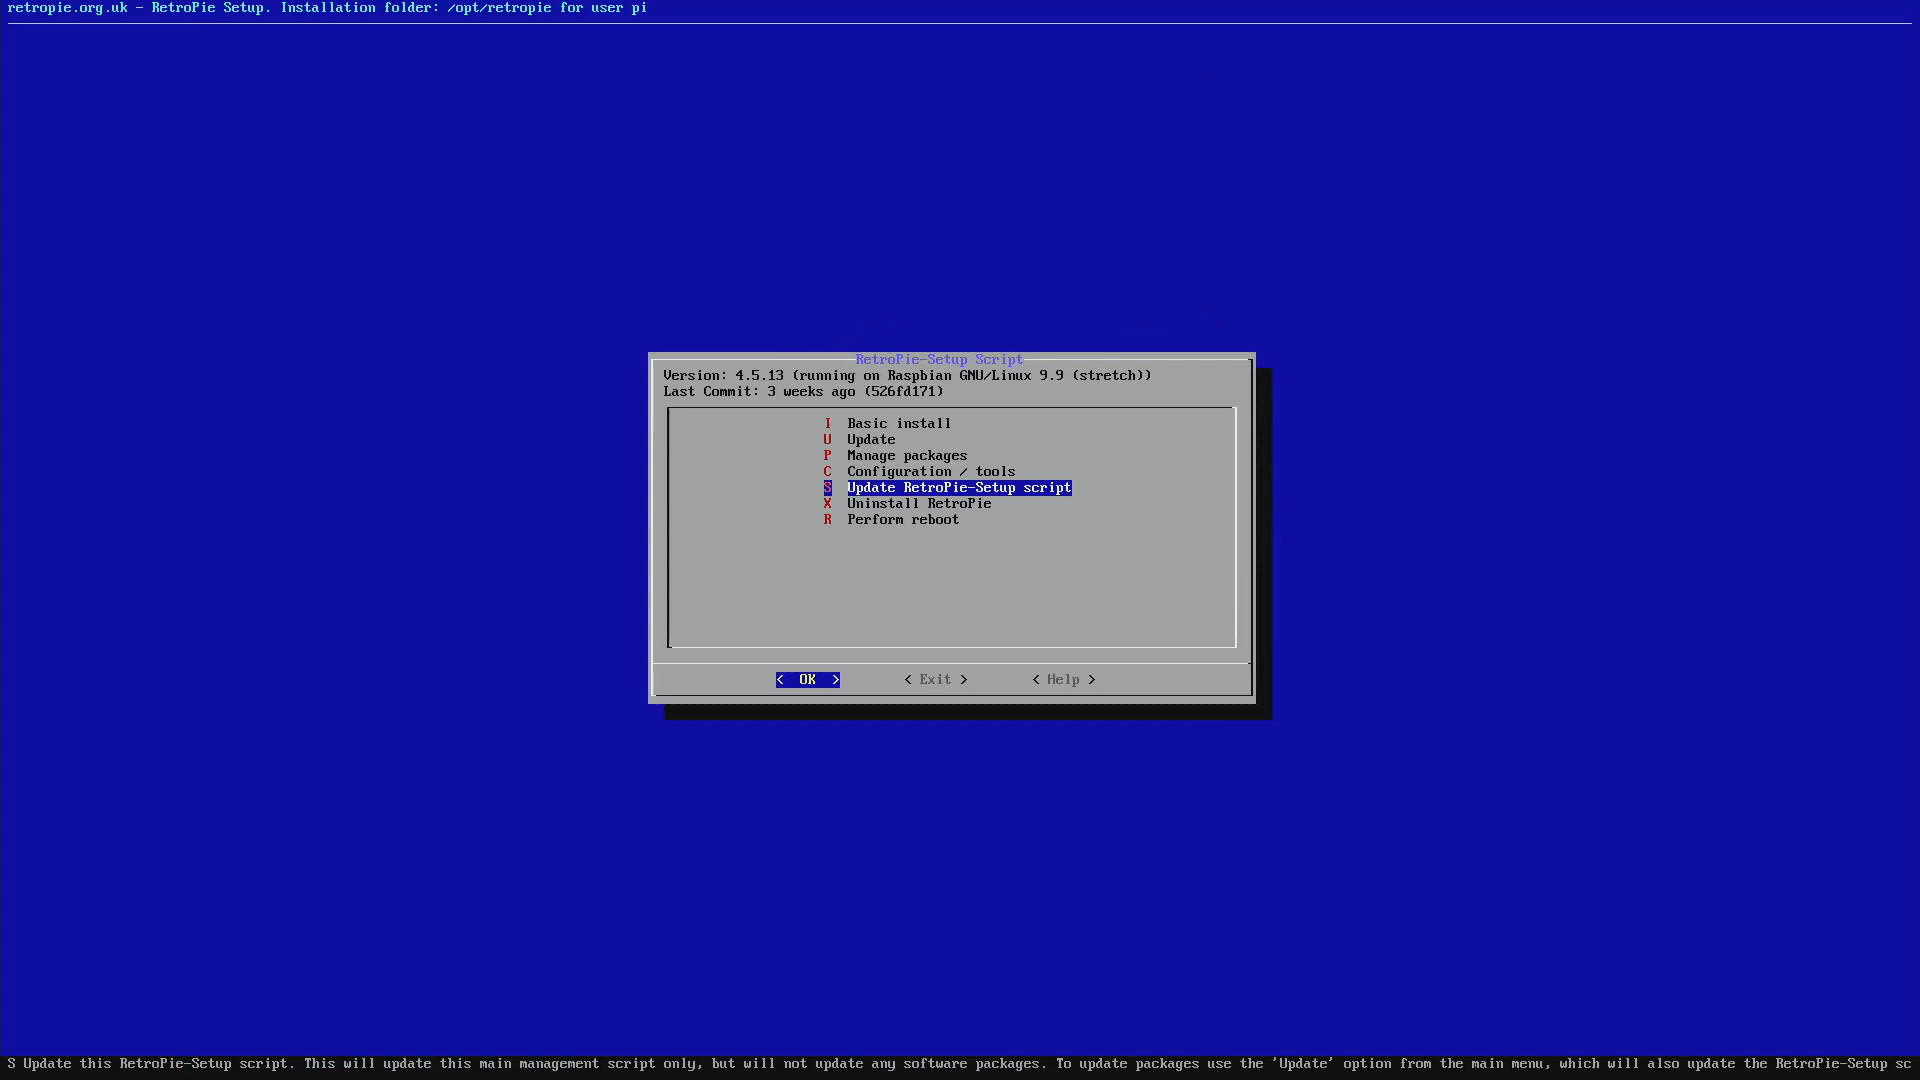 retropie.org.uk - RetroPie Setup. Installation folder: /opt/retropie for user pi
RetroPie-Setup Script
Version: 4.5.13 (running on Raspbian GNU/Linux 9.9 (stretch))
Last Commit: 3 weeks ago (526fd171)
I Basic install
U Update
P Manage packages
C Configuration / tools
S Update RetroPie-Setup script
X Uninstall RetroPie
R Perform reboot
< OK > < Exit > < Help >
S Update this RetroPie-Setup script. This will update this main management script only, but will not update any software packages. To update packages use the 'Update' option from the main menu, which will also update the RetroPie-Setup sc